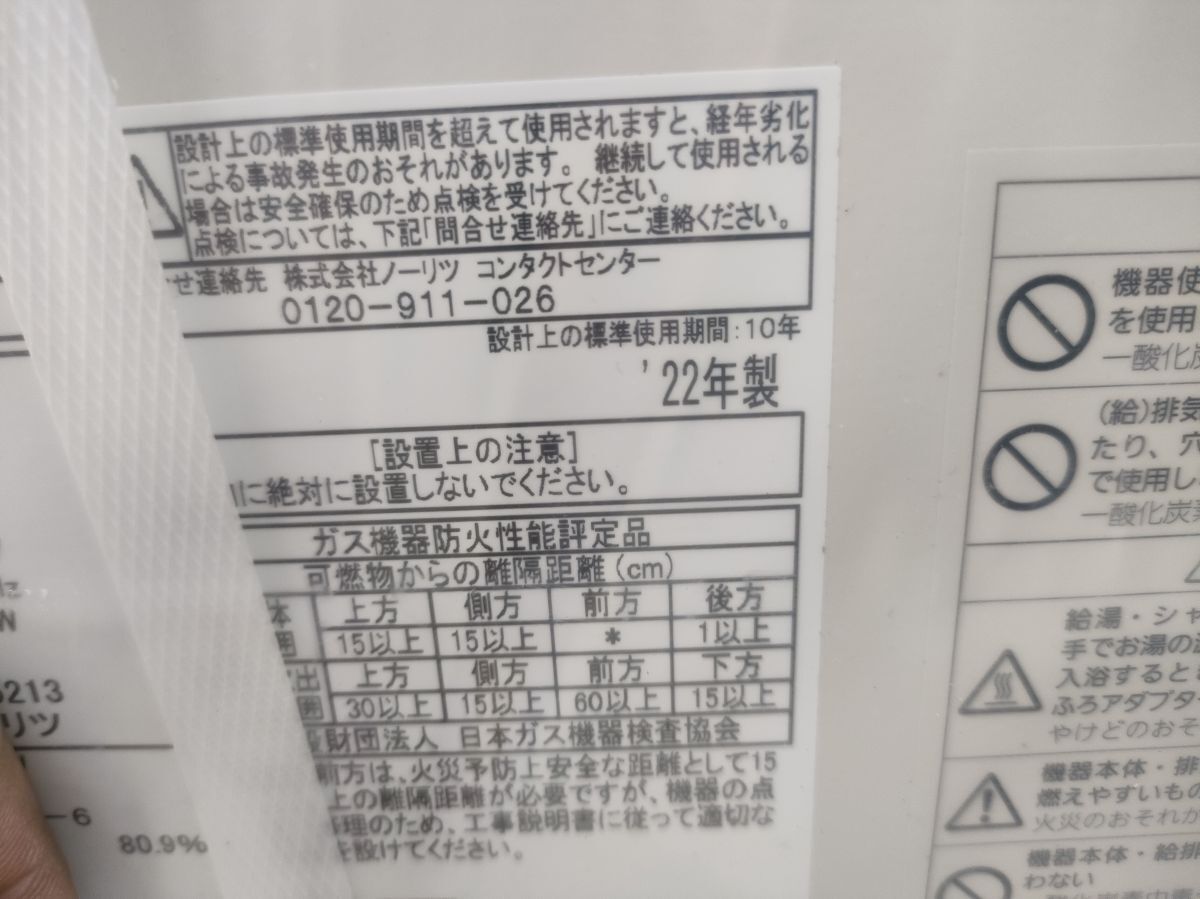 設計上の標準使用期間を超えて使用されますと、経年劣化
による事故発生のおそれがあります。 継続して使用される
場合は安全確保のため点検を受けてください。
点検については、下記「問合せ連絡先」にご連絡ください。
せ連絡先 株式会社ノーリツ コンタクトセンター
0120-911-026
設計上の標準使用期間:10年
'22年製
[設置上の注意]
に絶対に設置しないでください。
ガス機器防火性能評定品
可燃物からの離隔距離(cm)
本 上方 側方 前方 後方
囲 15以上 15以上 * 1以上
出 上方 側方 前方 下方
囲 30以上 15以上 60以上 15以上
財団法人 日本ガス機器検査協会
前方は、火災予防上安全な距離として15
上の離隔距離が必要ですが、機器の点
理のため、工事説明書に従って適切な
を設けてください。
N
5213
リツ
-6
80.9%
機器使
を使用
一酸化炭
(給)排気
たり、穴
で使用し
一酸化炭素
給湯・シャ
手でお湯の温
入浴すると
ふろアダプタ
やけどのおそ
機器本体・排
燃えやすいもの
火災のおそれが
機器本体・給排
わない